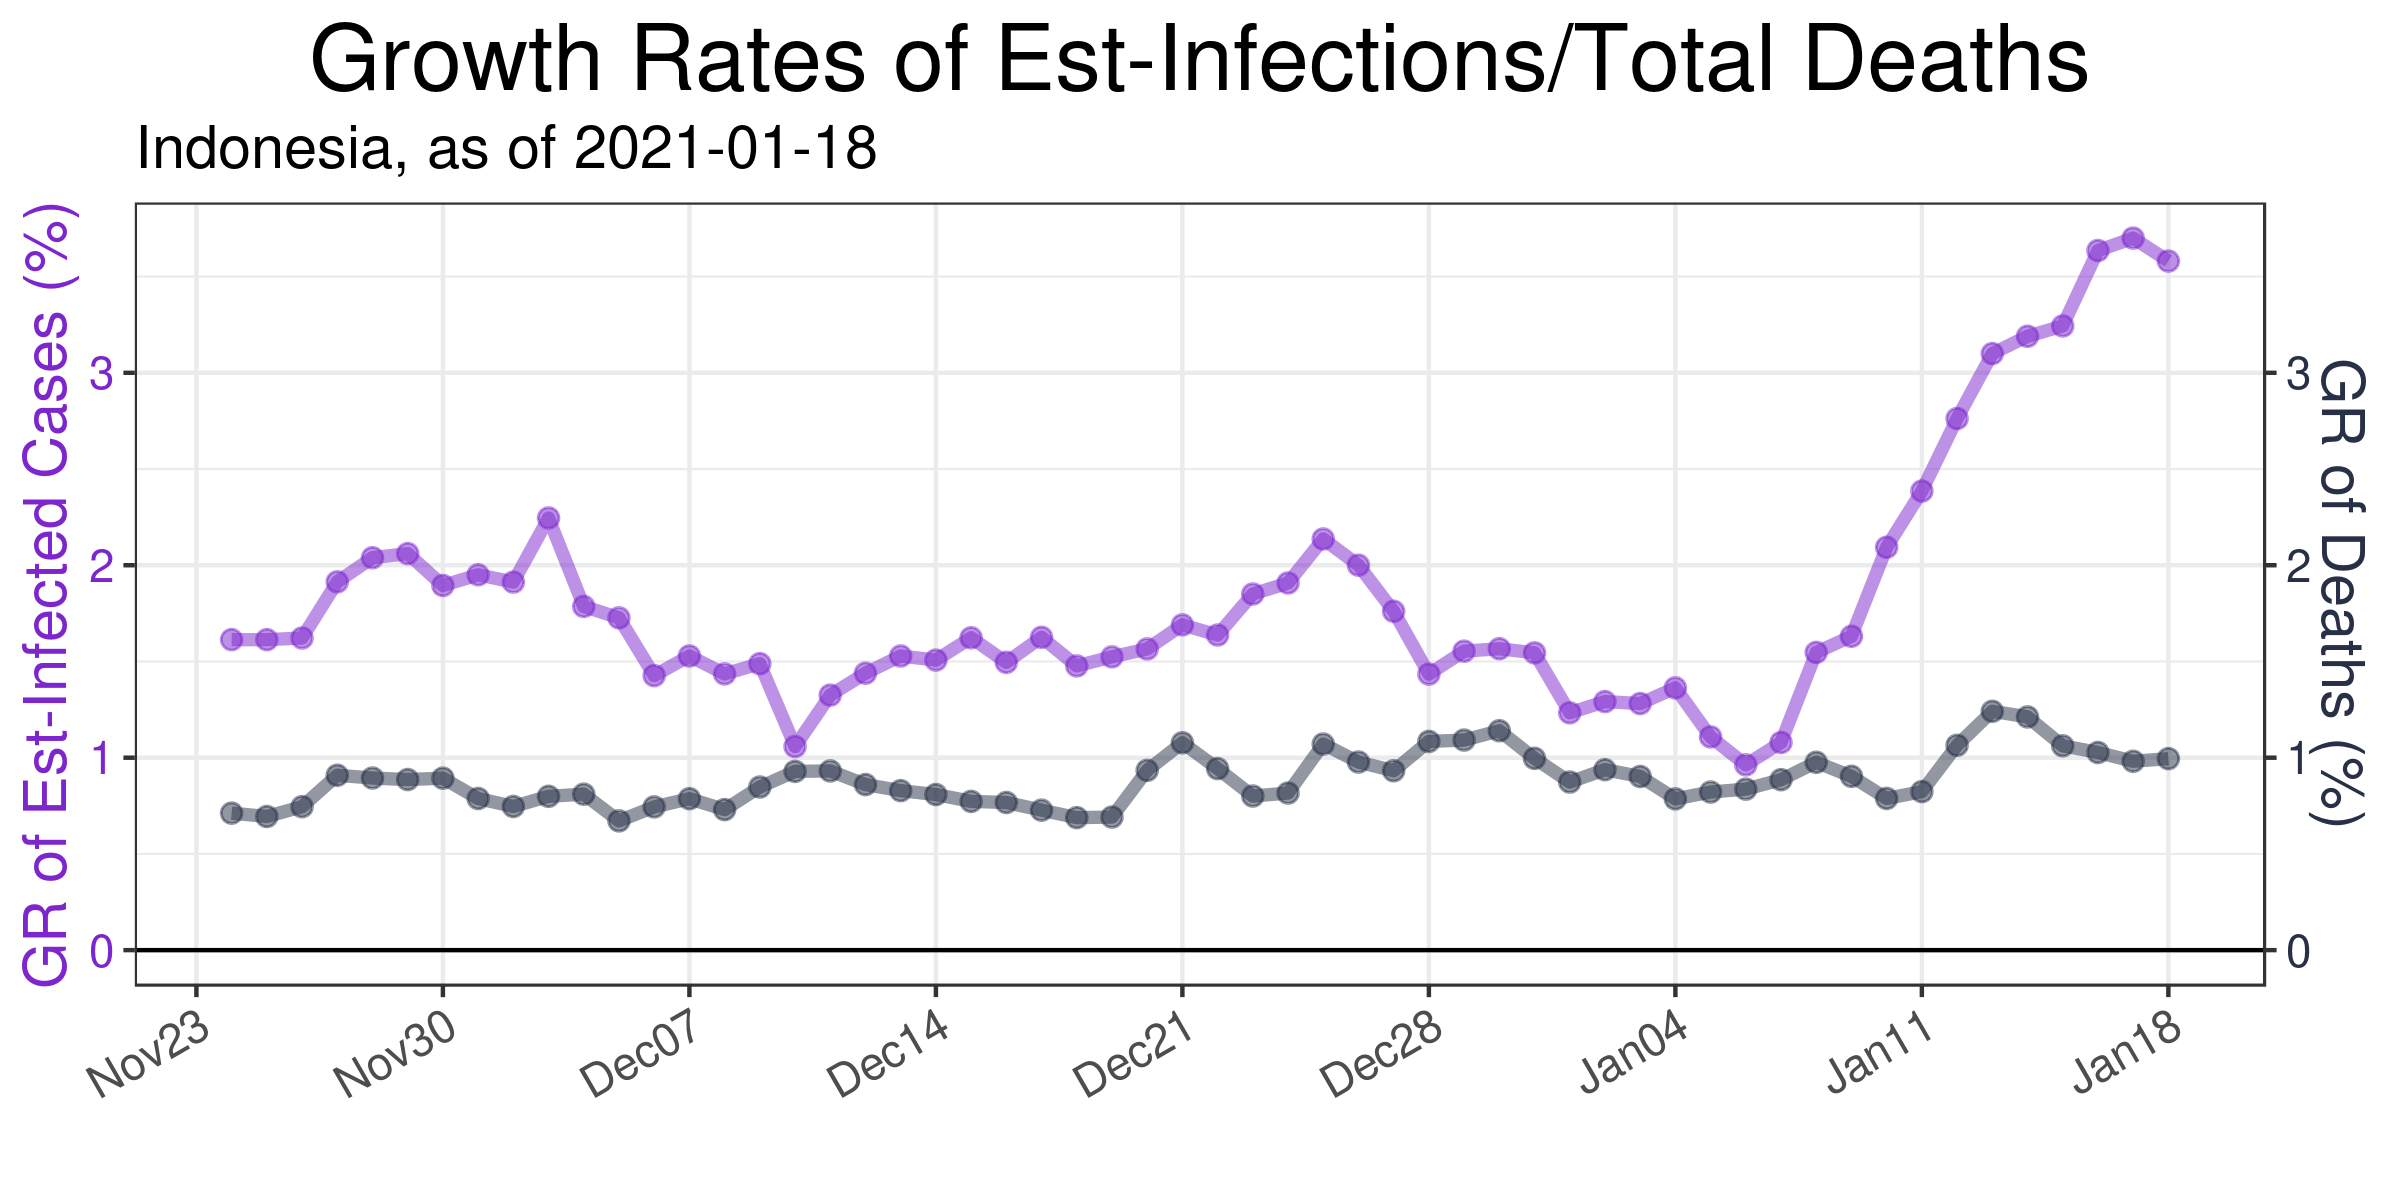 Growth Rates of Est-Infections/Total Deaths
Indonesia, as of 2021-01-18
GR of Est-Infected Cases (%)
3
2
1
0
3
2
1
0
GR of Deaths (%)
Nov23
Nov30
Dec07
Dec14
Dec21
Dec28
Jan04
Jan11
Jan18